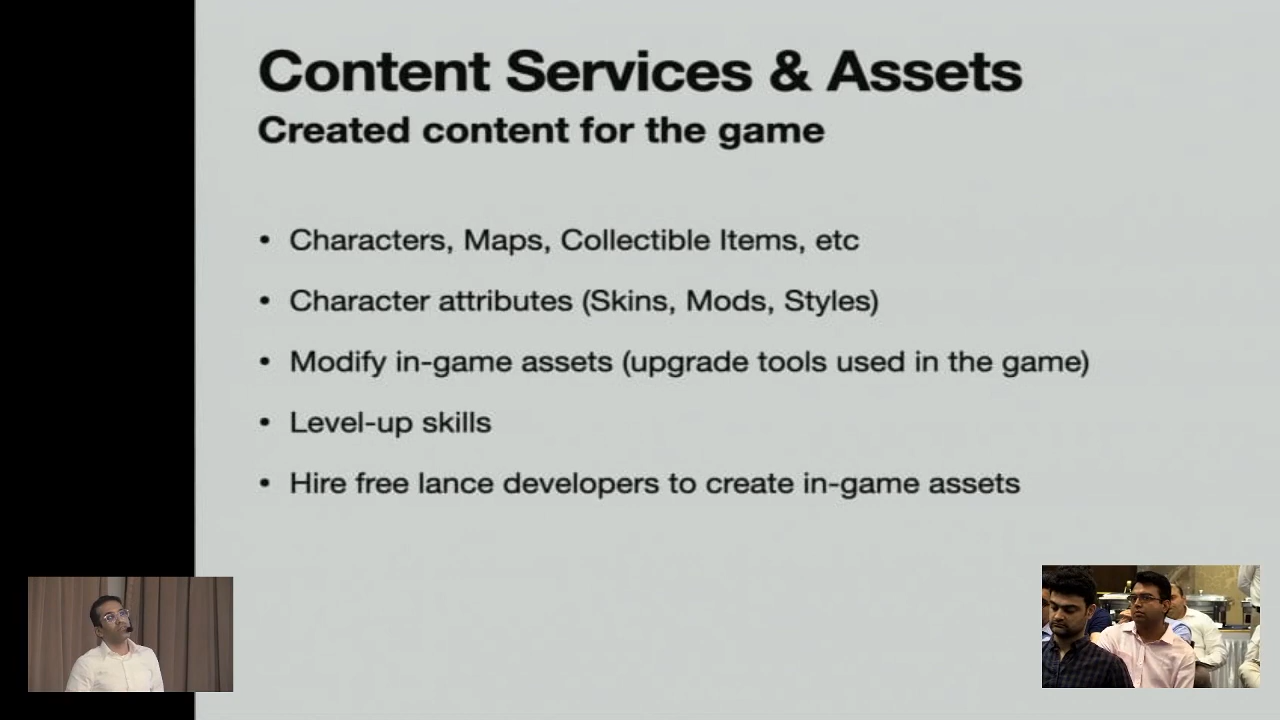 Content Services & Assets
Created content for the game
• Characters, Maps, Collectible Items, etc
• Character attributes (Skins, Mods, Styles)
• Modify in-game assets (upgrade tools used in the game)
• Level-up skills
• Hire free lance developers to create in-game assets